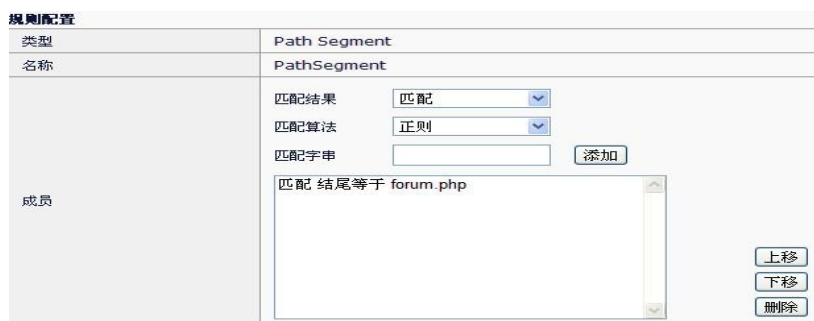 规则配置
类型 Path Segment
名称 PathSegment
匹配结果 匹配
匹配算法 正则
匹配字串 添加
匹配 结尾等于 forum.php
成员
上移
下移
删除